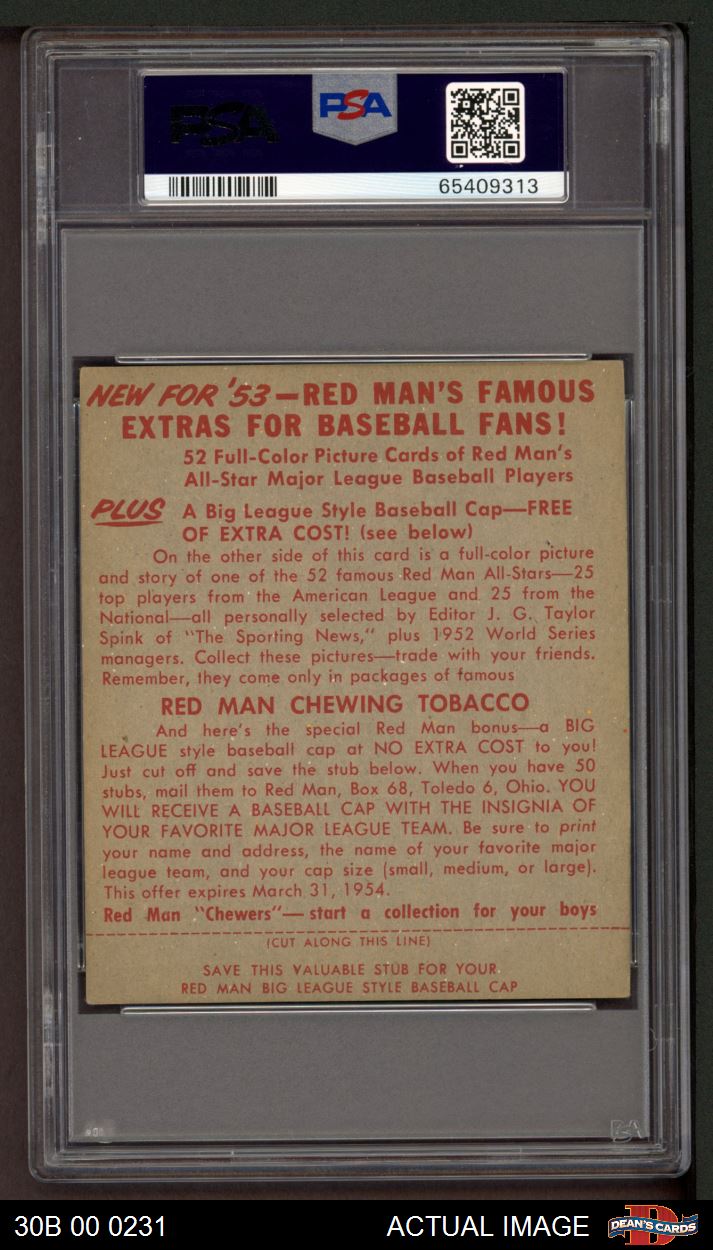 PSA PSA
65409313
NEW FOR '53—RED MAN'S FAMOUS
EXTRAS FOR BASEBALL FANS!
52 Full-Color Picture Cards of Red Man's
All-Star Major League Baseball Players
PLUS A Big League Style Baseball Cap—FREE
OF EXTRA COST! (see below)
On the other side of this card is a full-color picture
and story of one of the 52 famous Red Man All-Stars—25
top players from the American League and 25 from the
National—all personally selected by Editor J. G. Taylor
Spink of "The Sporting News," plus 1952 World Series
managers. Collect these pictures—trade with your friends.
Remember, they come only in packages of famous
RED MAN CHEWING TOBACCO
And here's the special Red Man bonus—a BIG
LEAGUE style baseball cap at NO EXTRA COST to you!
Just cut off and save the stub below. When you have 50
stubs, mail them to Red Man, Box 68, Toledo 6, Ohio. YOU
WILL RECEIVE A BASEBALL CAP WITH THE INSIGNIA OF
YOUR FAVORITE MAJOR LEAGUE TEAM. Be sure to print
your name and address, the name of your favorite major
league team, and your cap size (small, medium, or large).
This offer expires March 31, 1954.
Red Man "Chewers"—start a collection for your boys
(CUT ALONG THIS LINE)
SAVE THIS VALUABLE STUB FOR YOUR
RED MAN BIG LEAGUE STYLE BASEBALL CAP
PSA
30B 00 0231 ACTUAL IMAGE DEAN'S CARDS